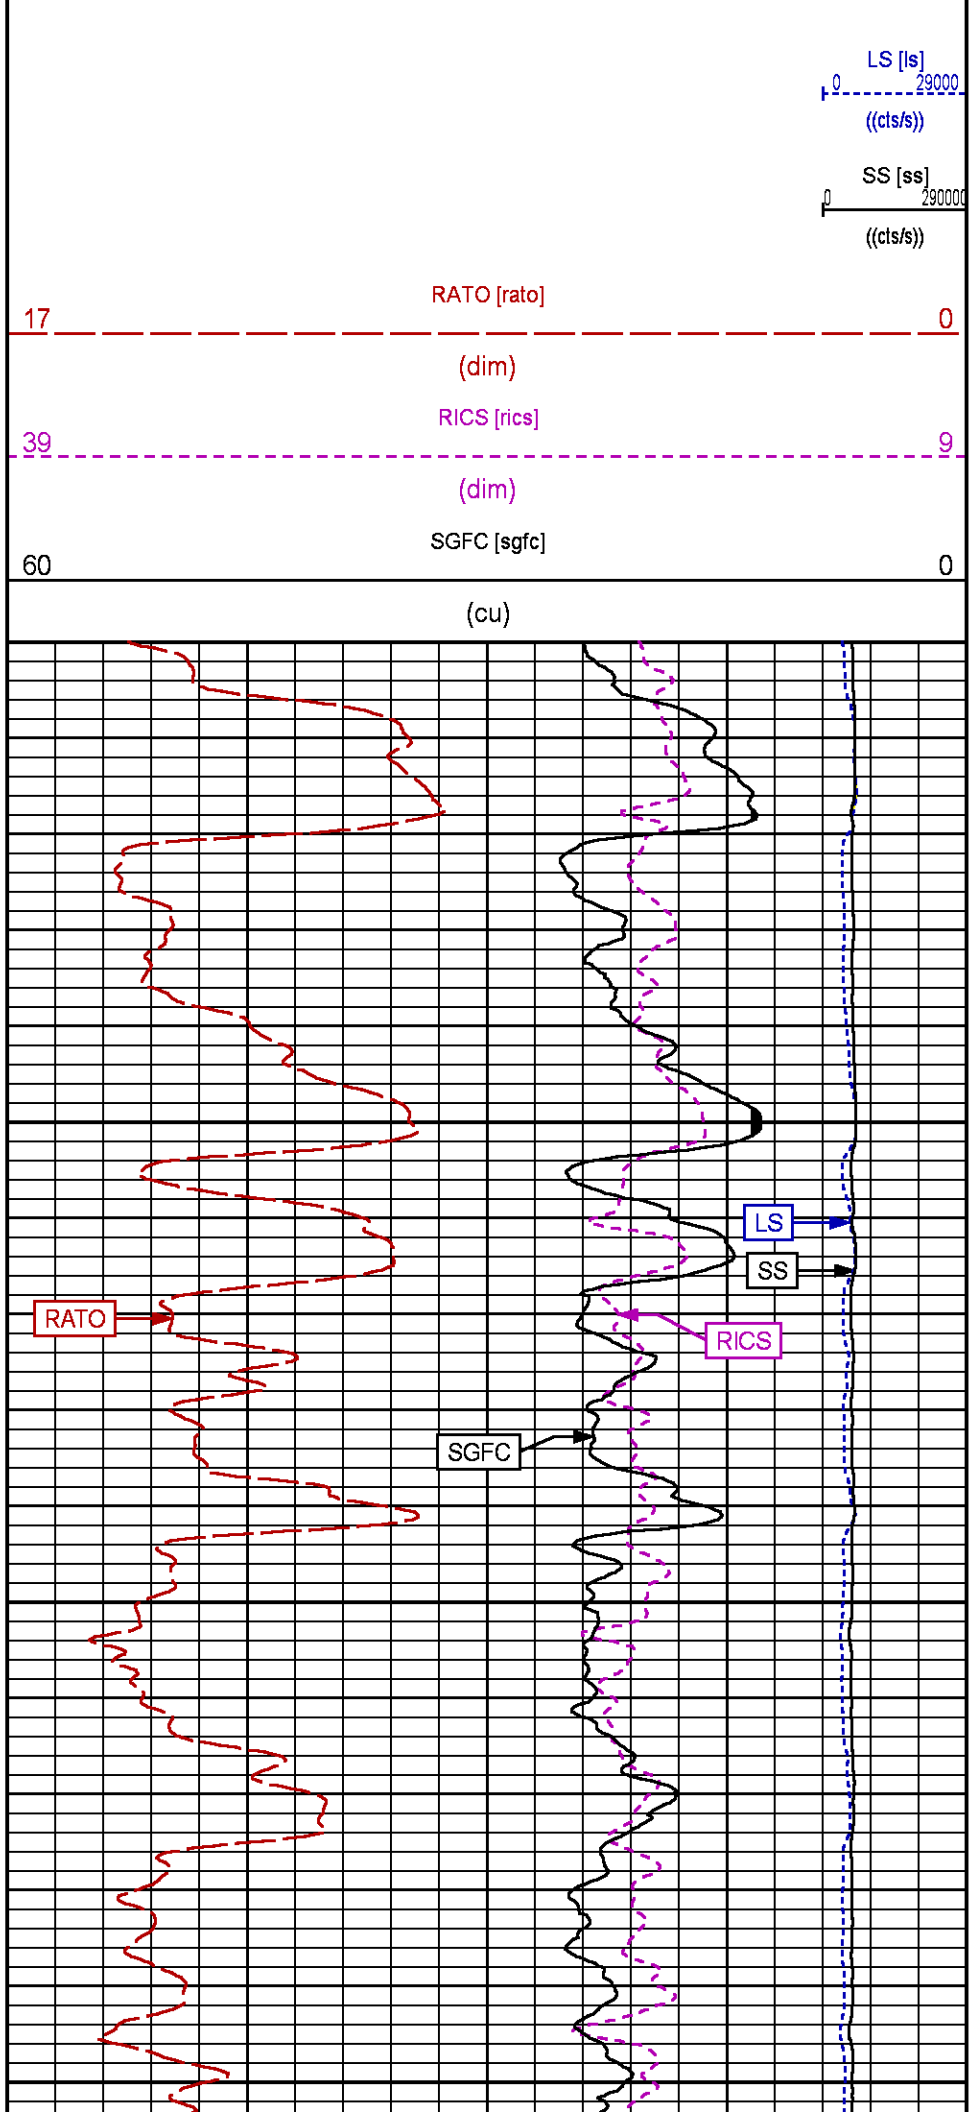 LS [ls]
0 29000
((cts/s))
SS [ss]
0 290000
((cts/s))
RATO [rato]
17 0
(dim)
RICS [rics]
39 9
(dim)
SGFC [sgfc]
60 0
(cu)
LS
SS
RATO
RICS
SGFC